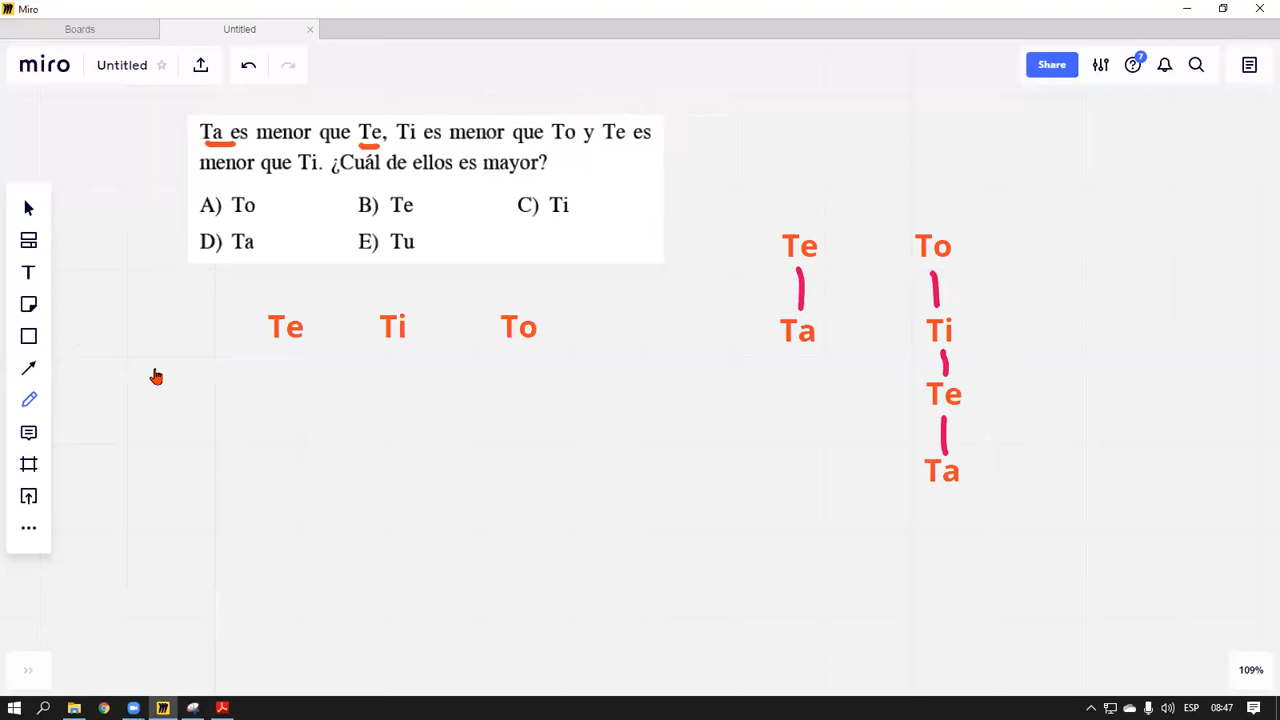 Miro
Boards
Untitled
miro
Untitled
Share
7
Ta es menor que Te, Ti es menor que To y Te es
menor que Ti. ¿Cuál de ellos es mayor?
A) To B) Te C) Ti
D) Ta E) Tu
Te Ti To
Te
Ta
To
Ti
Te
Ta
109%
ESP 08:47